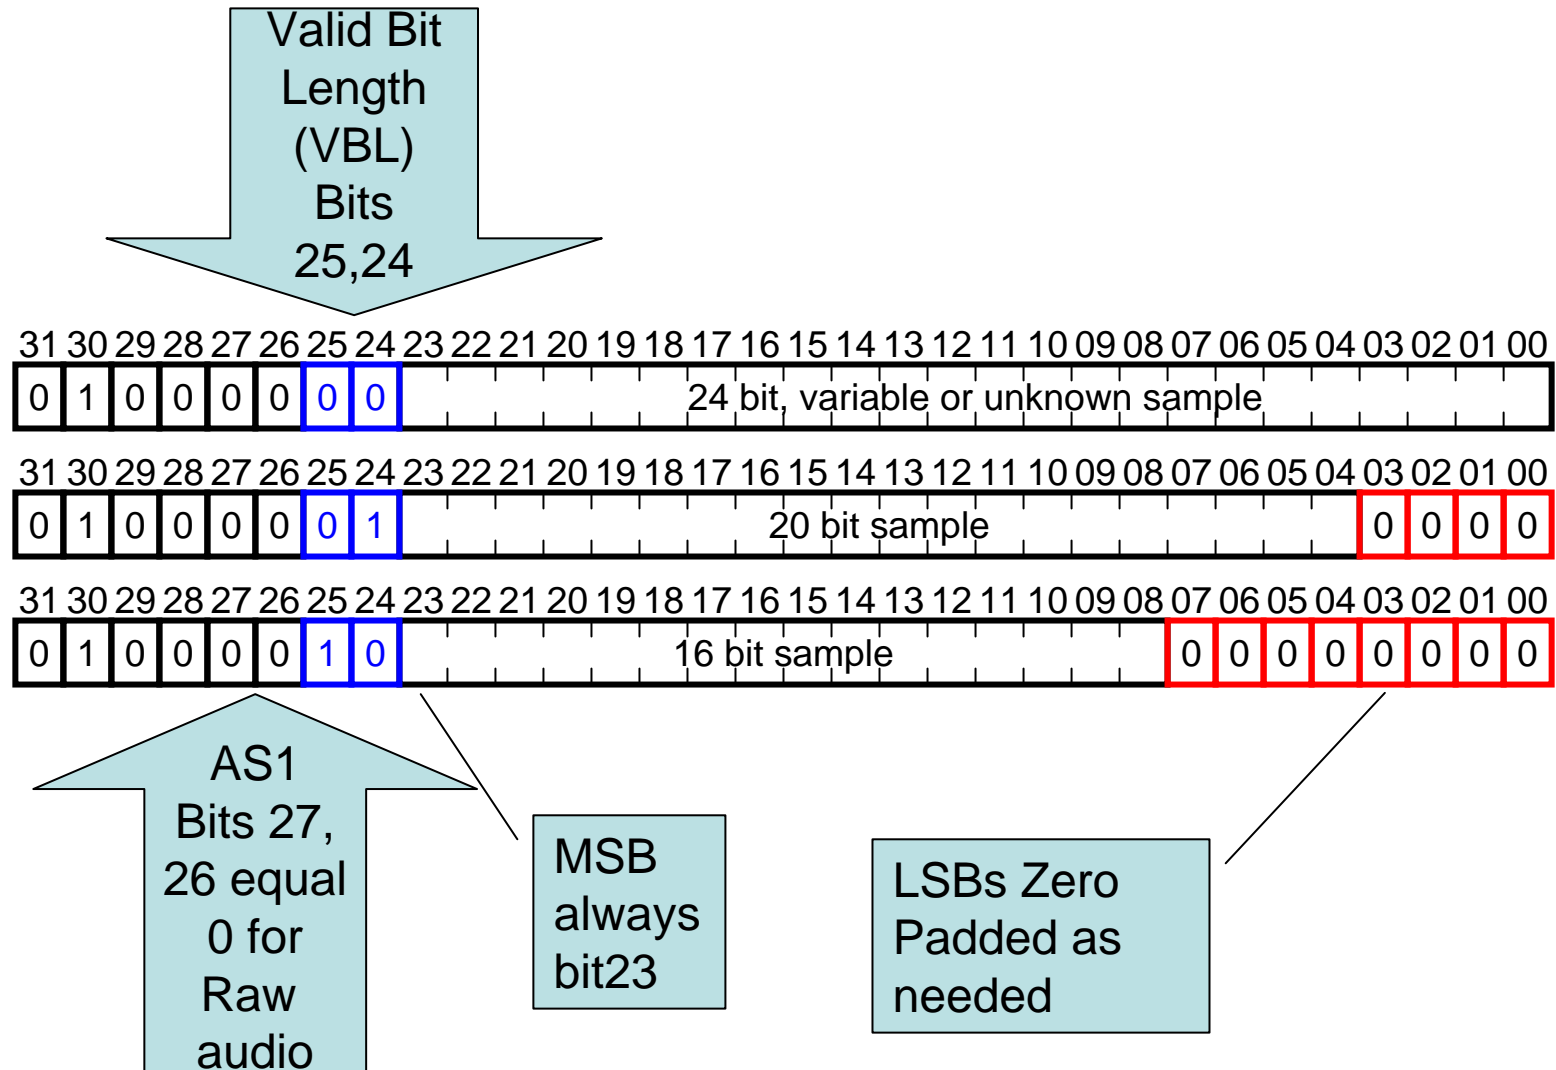 Valid Bit
Length
(VBL)
Bits
25,24
31 30 29 28 27 26 25 24 23 22 21 20 19 18 17 16 15 14 13 12 11 10 09 08 07 06 05 04 03 02 01 00
0 1 0 0 0 0 0 0 24 bit, variable or unknown sample
31 30 29 28 27 26 25 24 23 22 21 20 19 18 17 16 15 14 13 12 11 10 09 08 07 06 05 04 03 02 01 00
0 1 0 0 0 0 0 1 20 bit sample 0 0 0 0
31 30 29 28 27 26 25 24 23 22 21 20 19 18 17 16 15 14 13 12 11 10 09 08 07 06 05 04 03 02 01 00
0 1 0 0 0 0 1 0 16 bit sample 0 0 0 0 0 0 0 0
AS1
Bits 27,
26 equal
0 for
Raw
audio
MSB
always
bit23
LSBs Zero
Padded as
needed